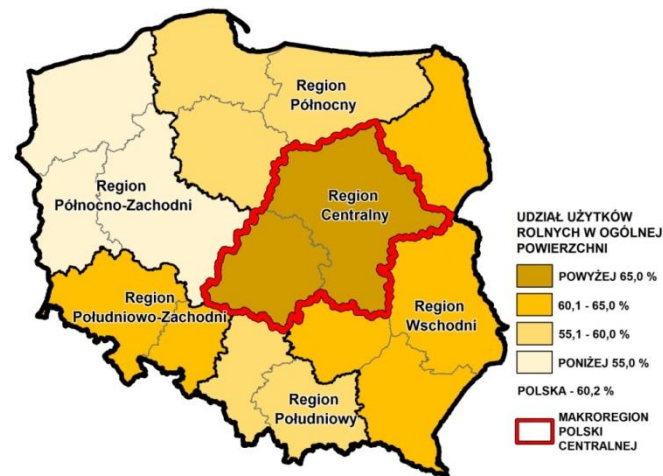 Region
Północny
Region
Północno-Zachodni
Region
Centralny
Region
Południowo-Zachodni
Region
Wschodni
Region
Południowy
UDZIAŁ UŻYTKÓW
ROLNYCH W OGÓLNEJ
POWIERZCHNI
POWYŻEJ 65,0 %
60,1 - 65,0 %
55,1 - 60,0 %
PONIŻEJ 55,0 %
POLSKA - 60,2 %
MAKROREGION
POLSKI
CENTRALNEJ